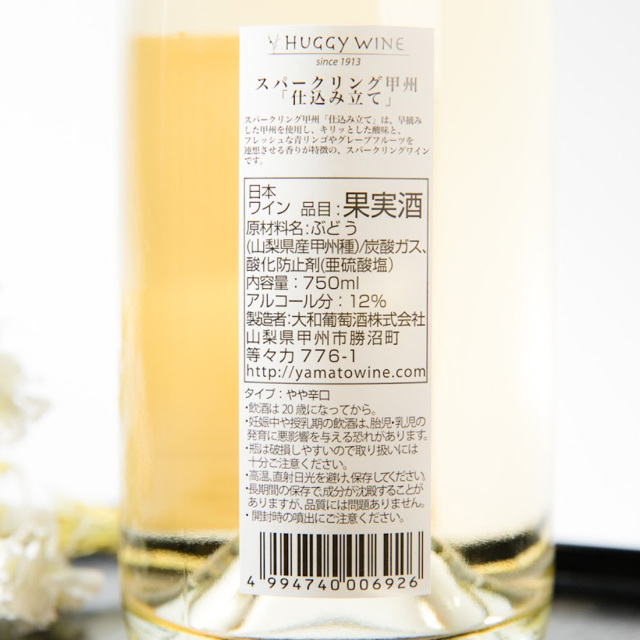 HUGGY WINE
since 1913
スパークリング甲州
「仕込み立て」
スパークリング甲州「仕込み立て」は、早摘み
した甲州を使用し、キリッとした酸味と、
フレッシュな青リンゴやグレープフルーツを
連想させる香りが特徴の、スパークリングワイン
です。
日本
ワイン 品目:果実酒
原材料名:ぶどう
(山梨県産甲州種)/炭酸ガス、
酸化防止剤(亜硫酸塩)
内容量:750ml
アルコール分:12%
製造者:大和葡萄酒株式会社
山梨県甲州市勝沼町
等々力 776-1
http://yamatowine.com
タイプ:やや辛口
・飲酒は20歳になってから。
・妊娠中や授乳期の飲酒は、胎児・乳児の
発育に悪影響を与える恐れがあります。
・瓶は破損しやすいので取り扱いには
十分ご注意ください。
・高温、直射日光を避け、保存してください。
・長期間の保存で、成分が沈殿することが
ありますが、品質には問題ありません。
・開封時の噴出にご注意ください。
4 994740 006926